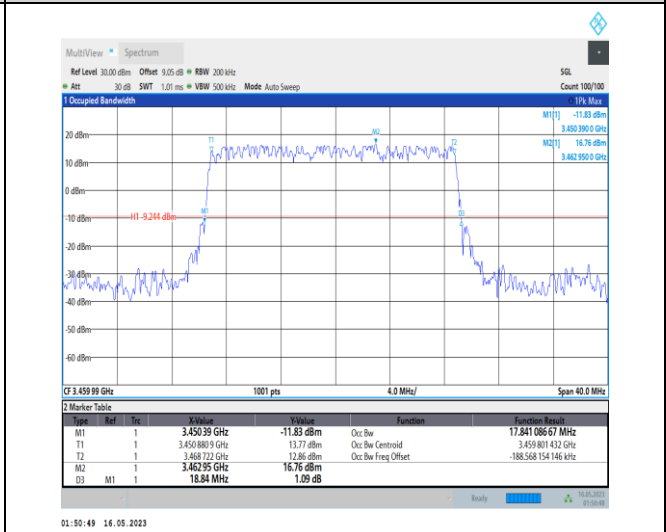 MultiView Spectrum
Ref Level 30.00 dBm Offset 9.05 dB RBW 200 kHz SGL
Att 30 dB SWT 1.01 ms VBW 500 kHz Mode Auto Sweep Count 100/100
1 Occupied Bandwidth 1Pk Max
M1[1] -11.83 dBm
3.450 390 0 GHz
M2[1] 16.76 dBm
3.462 950 0 GHz
20 dBm
T1
M2
T2
10 dBm
0 dBm
-10 dBm
H1 -9.244 dBm
M1
D3
-20 dBm
-30 dBm
-40 dBm
-50 dBm
-60 dBm
CF 3.459 99 GHz 1001 pts 4.0 MHz/ Span 40.0 MHz
2 Marker Table
Type Ref Trc X-Value Y-Value Function Function Result
M1 1 3.450 39 GHz -11.83 dBm Occ Bw 17.841 086 67 MHz
T1 1 3.450 880 9 GHz 13.77 dBm Occ Bw Centroid 3.459 801 432 GHz
T2 1 3.468 722 GHz 12.86 dBm Occ Bw Freq Offset -188.568 154 146 kHz
M2 1 3.462 95 GHz 16.76 dBm
D3 M1 1 18.84 MHz 1.09 dB
Ready 16.05.2023
01:50:48
01:50:49 16.05.2023